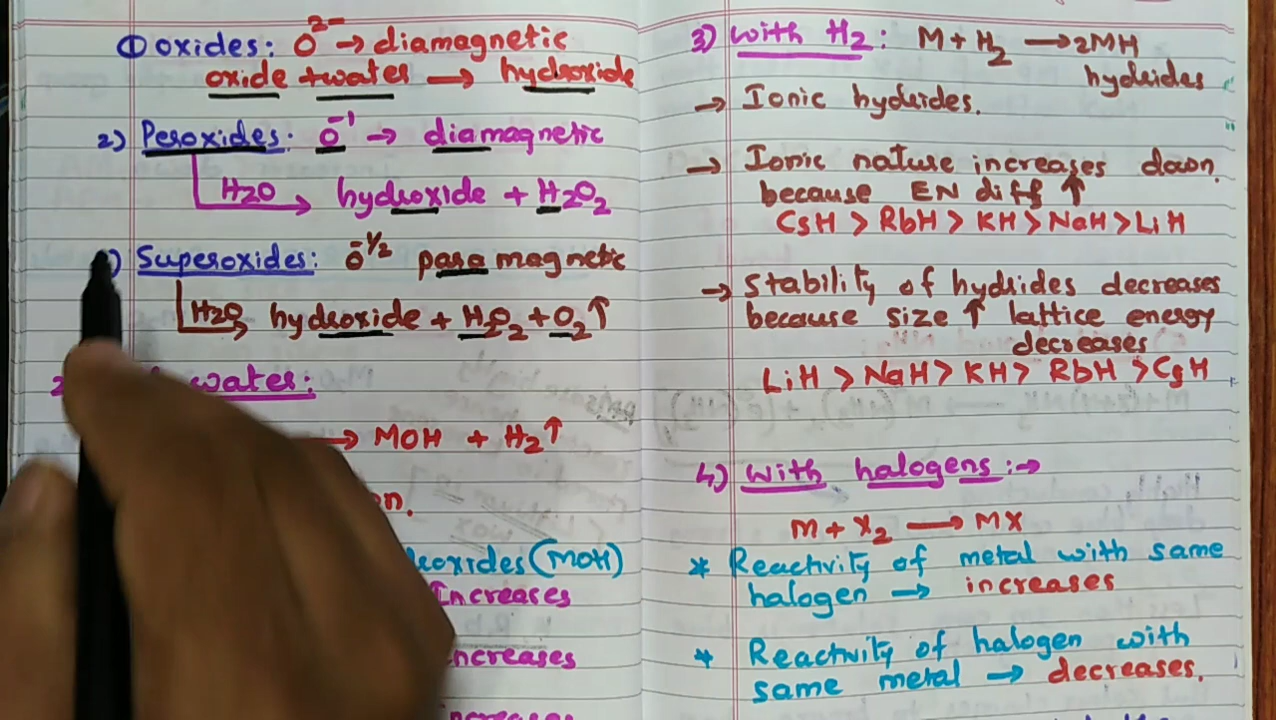 ① oxides: O²⁻ → diamagnetic
oxide + water → hydroxide
2) Peroxides: O⁻¹ → diamagnetic
H2O → hydroxide + H2O2
) Superoxides: O⁻¹/² paramagnetic
H2O → hydroxide + H2O2 + O2 ↑
2 water:
→ MOH + H2 ↑
on.
droxides (MOH)
Increases
ncreases
ncreases
3) with H2: M + H2 → 2MH
hydrides
→ Ionic hydrides.
→ Ionic nature increases down.
because EN diff ↑
CsH > RbH > KH > NaH > LiH
→ Stability of hydrides decreases
because size ↑ lattice energy
decreases
LiH > NaH > KH > RbH > CsH
4) with halogens :→
M + X2 → MX
* Reactivity of metal with same
halogen → increases
* Reactivity of halogen with
same metal → decreases.